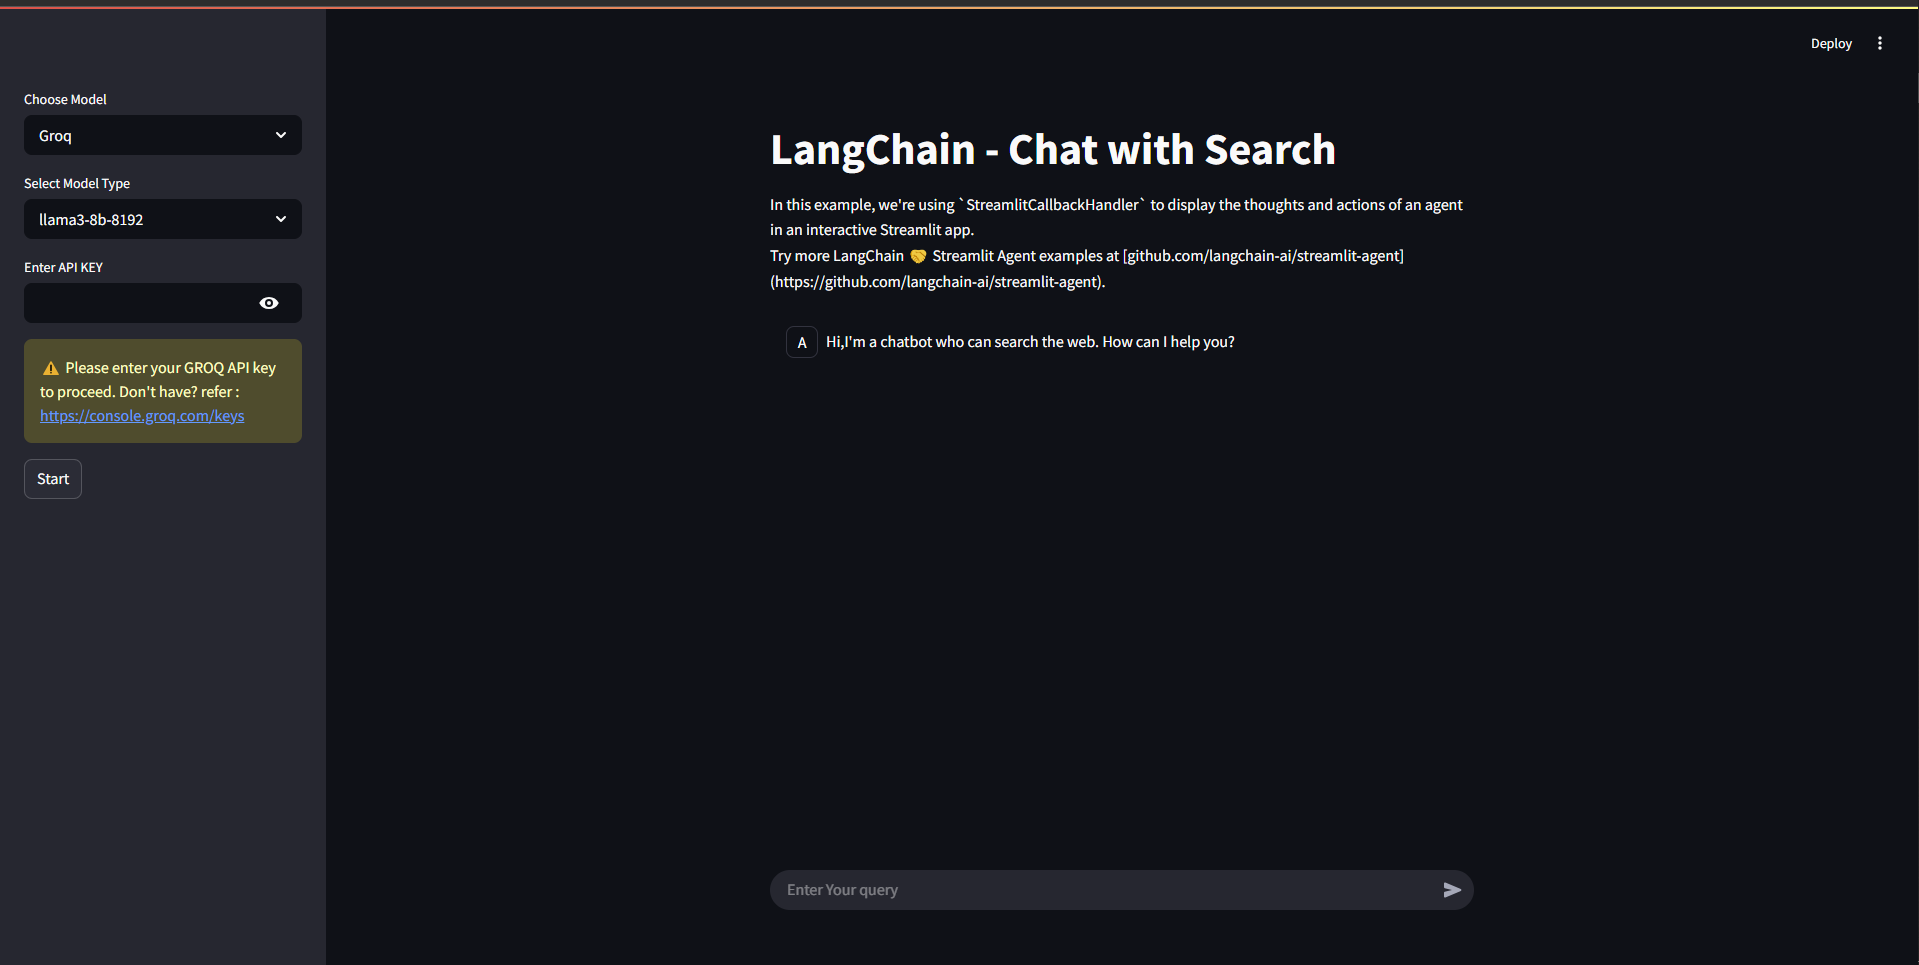 Deploy
Choose Model
Groq
Select Model Type
llama3-8b-8192
Enter API KEY
⚠️ Please enter your GROQ API key
to proceed. Don't have? refer :
https://console.groq.com/keys
Start
LangChain - Chat with Search
In this example, we're using `StreamlitCallbackHandler` to display the thoughts and actions of an agent
in an interactive Streamlit app.
Try more LangChain 🤝 Streamlit Agent examples at [github.com/langchain-ai/streamlit-agent]
(https://github.com/langchain-ai/streamlit-agent).
A Hi,I'm a chatbot who can search the web. How can I help you?
Enter Your query